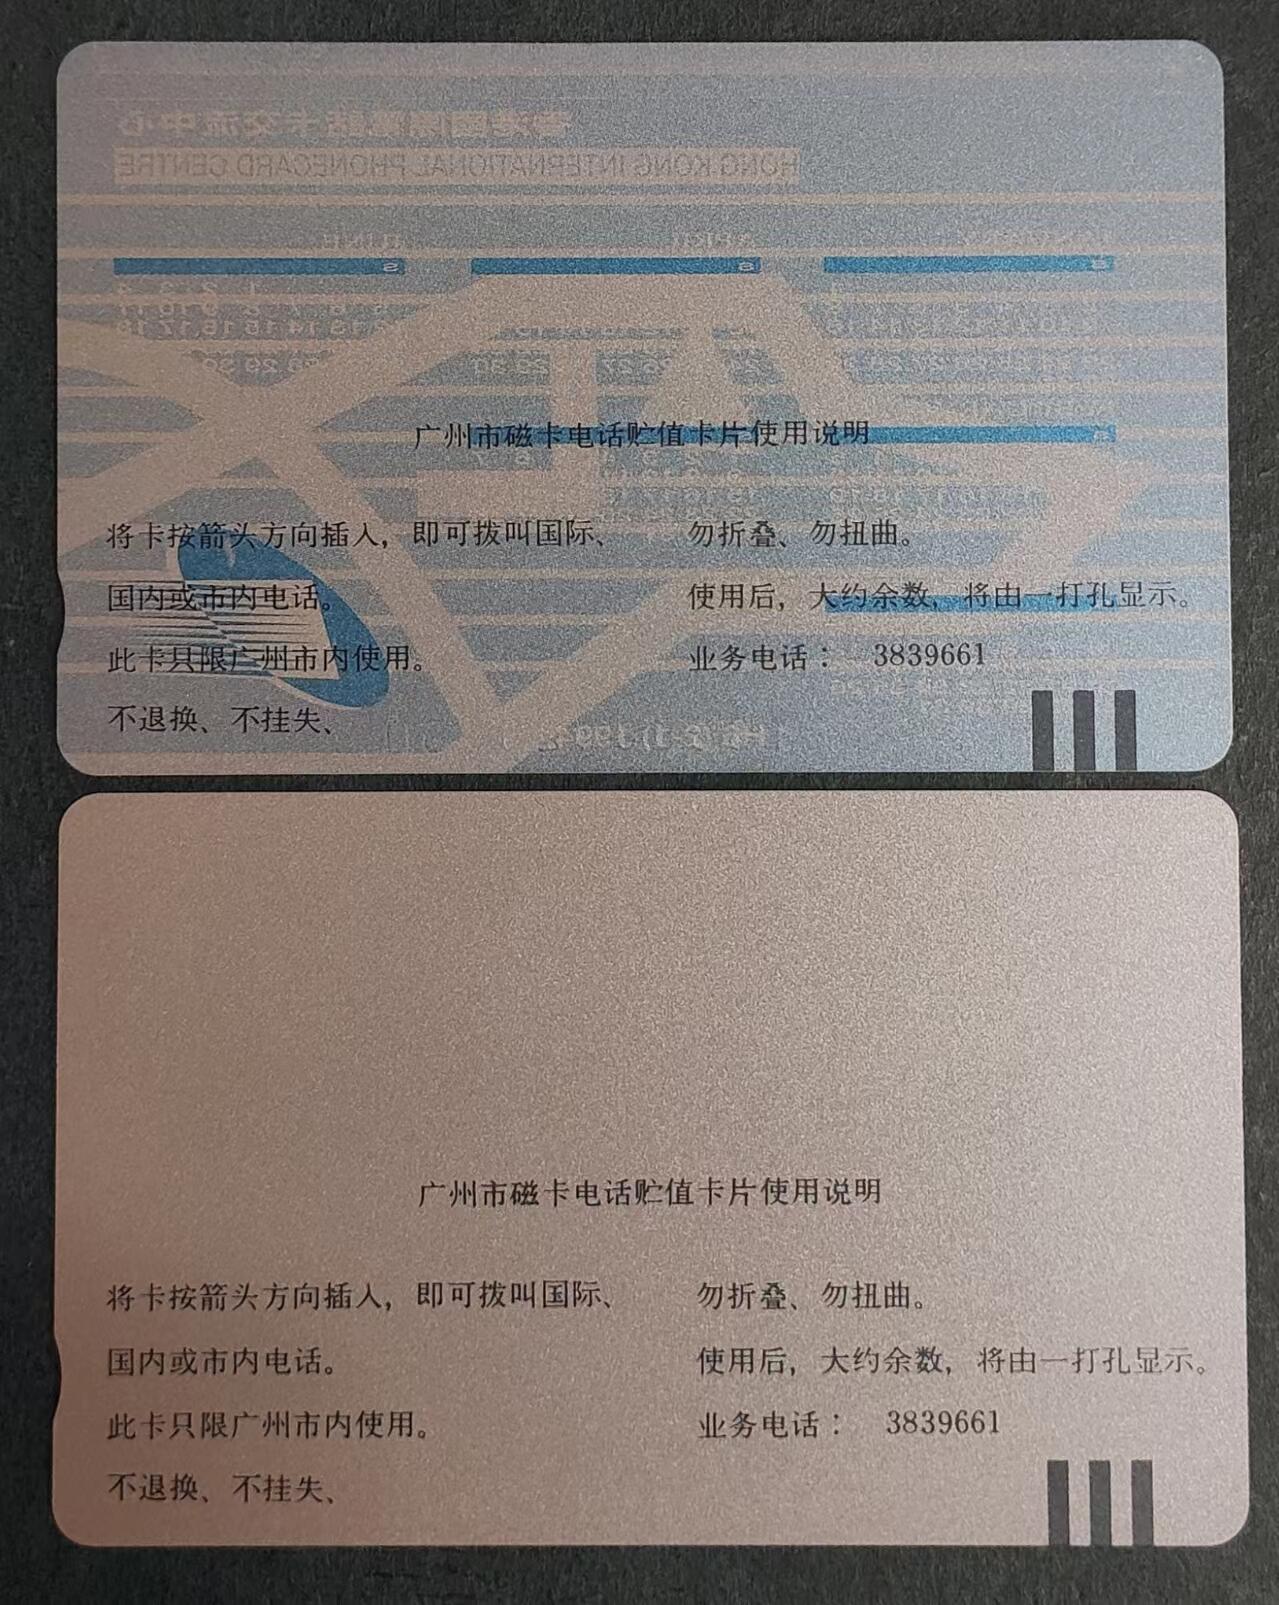 香港國際電話卡交流中心
HONG KONG INTERNATIONAL PHONECARD CENTRE
广州市磁卡电话贮值卡片使用说明
将卡按箭头方向插入，即可拨叫国际、
国内或市内电话。
此卡只限广州市内使用。
不退换、不挂失、
勿折叠、勿扭曲。
使用后，大约余数，将由一打孔显示。
业务电话： 3839661
广州市磁卡电话贮值卡片使用说明
将卡按箭头方向插入，即可拨叫国际、
国内或市内电话。
此卡只限广州市内使用。
不退换、不挂失、
勿折叠、勿扭曲。
使用后，大约余数，将由一打孔显示。
业务电话： 3839661